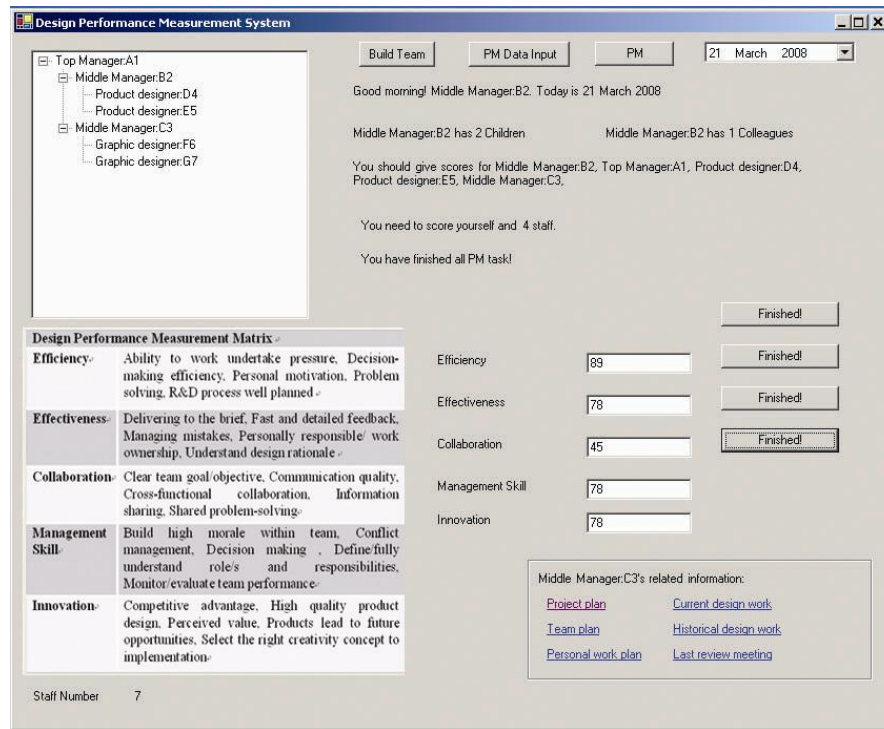 Design Performance Measurement System
Top Manager:A1
Middle Manager:B2
Product designer:D4
Product designer:E5
Middle Manager:C3
Graphic designer:F6
Graphic designer:G7
Build Team
PM Data Input
PM
21 March 2008
Good morning! Middle Manager:B2. Today is 21 March 2008
Middle Manager:B2 has 2 Children
Middle Manager:B2 has 1 Colleagues
You should give scores for Middle Manager:B2, Top Manager:A1, Product designer:D4,
Product designer:E5, Middle Manager:C3,
You need to score yourself and 4 staff.
You have finished all PM task!
Design Performance Measurement Matrix
Efficiency
Ability to work undertake pressure, Decision-
making efficiency, Personal motivation, Problem
solving, R&D process well planned
Effectiveness
Delivering to the brief, Fast and detailed feedback,
Managing mistakes, Personally responsible/ work
ownership, Understand design rationale
Collaboration
Clear team goal/objective, Communication quality,
Cross-functional collaboration, Information
sharing, Shared problem-solving
Management
Skill
Build high morale within team, Conflict
management, Decision making , Define/fully
understand role/s and responsibilities,
Monitor/evaluate team performance
Innovation
Competitive advantage, High quality product
design, Perceived value, Products lead to future
opportunities, Select the right creativity concept to
implementation
Finished!
Efficiency
89
Finished!
Effectiveness
78
Finished!
Collaboration
45
Finished!
Management Skill
78
Innovation
78
Middle Manager:C3's related information:
Project plan
Current design work
Team plan
Historical design work
Personal work plan
Last review meeting
Staff Number 7